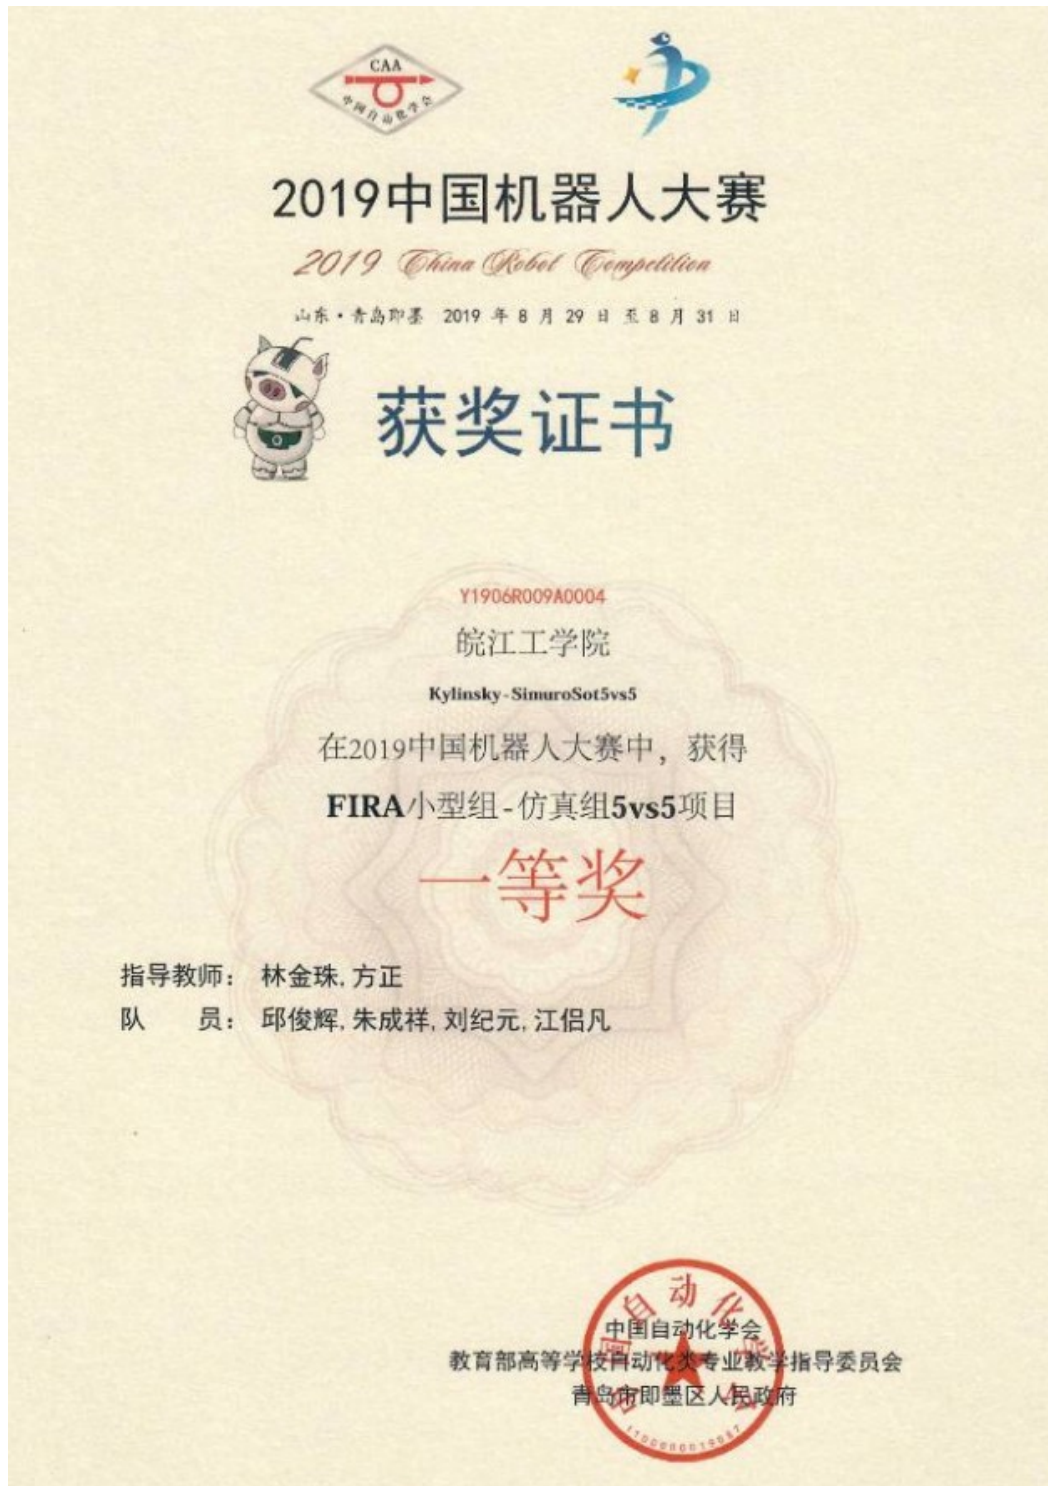 CAA
中国自动化学会
2019中国机器人大赛
2019 China Robot Competition
山东·青岛即墨 2019 年 8 月 29 日 至 8 月 31 日
获奖证书
Y1906R009A0004
皖江工学院
Kylinsky-SimuroSot5vs5
在2019中国机器人大赛中，获得
FIRA小型组-仿真组5vs5项目
一等奖
指导教师： 林金珠,方正
队 员： 邱俊辉,朱成祥,刘纪元,江侣凡
中国自动化学会
中国自动化学会
教育部高等学校自动化类专业教学指导委员会
青岛市即墨区人民政府